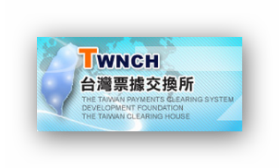 TWNCH
台灣票據交換所
THE TAIWAN PAYMENTS CLEARING SYSTEM
DEVELOPMENT FOUNDATION
THE TAIWAN CLEARING HOUSE